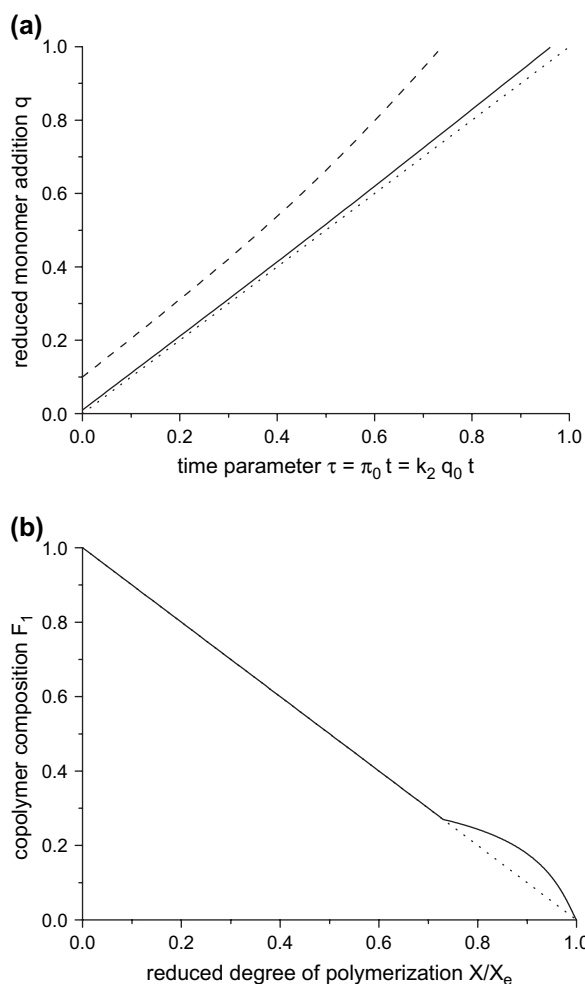 (a)
1.0
0.8
0.6
0.4
0.2
0.0
reduced monomer addition q
0.0 0.2 0.4 0.6 0.8 1.0
time parameter τ = π₀ t = k₂ q₀ t
(b)
1.0
0.8
0.6
0.4
0.2
0.0
copolymer composition F₁
0.0 0.2 0.4 0.6 0.8 1.0
reduced degree of polymerization X/Xₑ